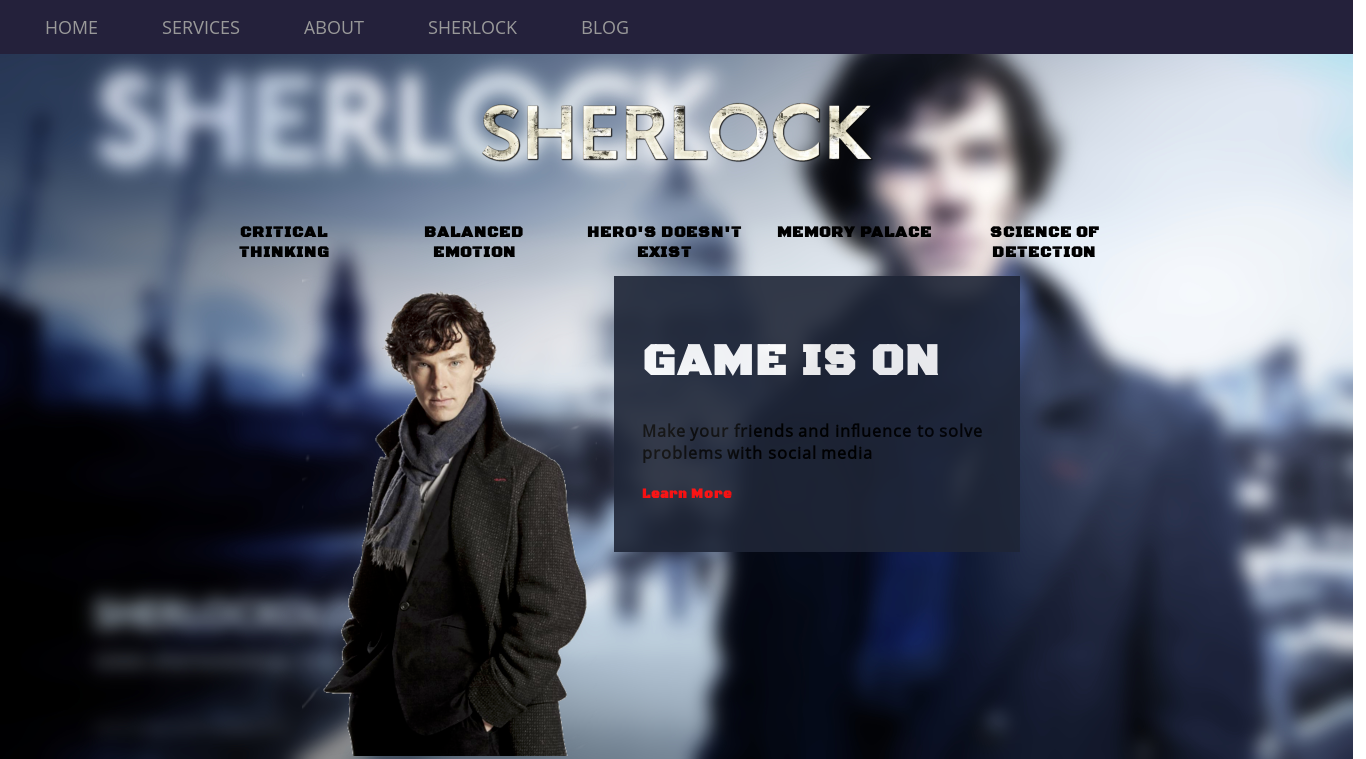 HOME SERVICES ABOUT SHERLOCK BLOG
SHERLOCK
SHERLOCK
CRITICAL THINKING
BALANCED EMOTION
HERO'S DOESN'T EXIST
MEMORY PALACE
SCIENCE OF DETECTION
GAME IS ON
Make your friends and influence to solve
problems with social media
Learn More